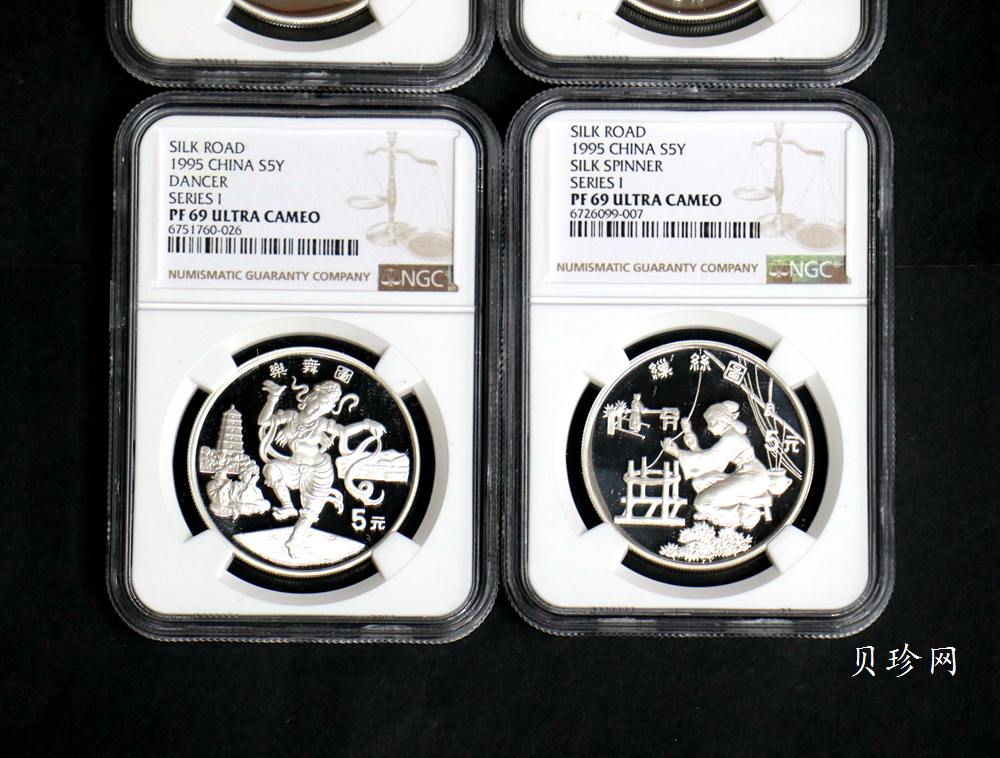 SILK ROAD
1995 CHINA S5Y
DANCER
SERIES I
PF 69 ULTRA CAMEO
6751760-026
NUMISMATIC GUARANTY COMPANY
NGC
樂舞圖
5元
SILK ROAD
1995 CHINA S5Y
SILK SPINNER
SERIES I
PF 69 ULTRA CAMEO
6726099-007
NUMISMATIC GUARANTY COMPANY
NGC
繅絲圖
5元
贝珍网